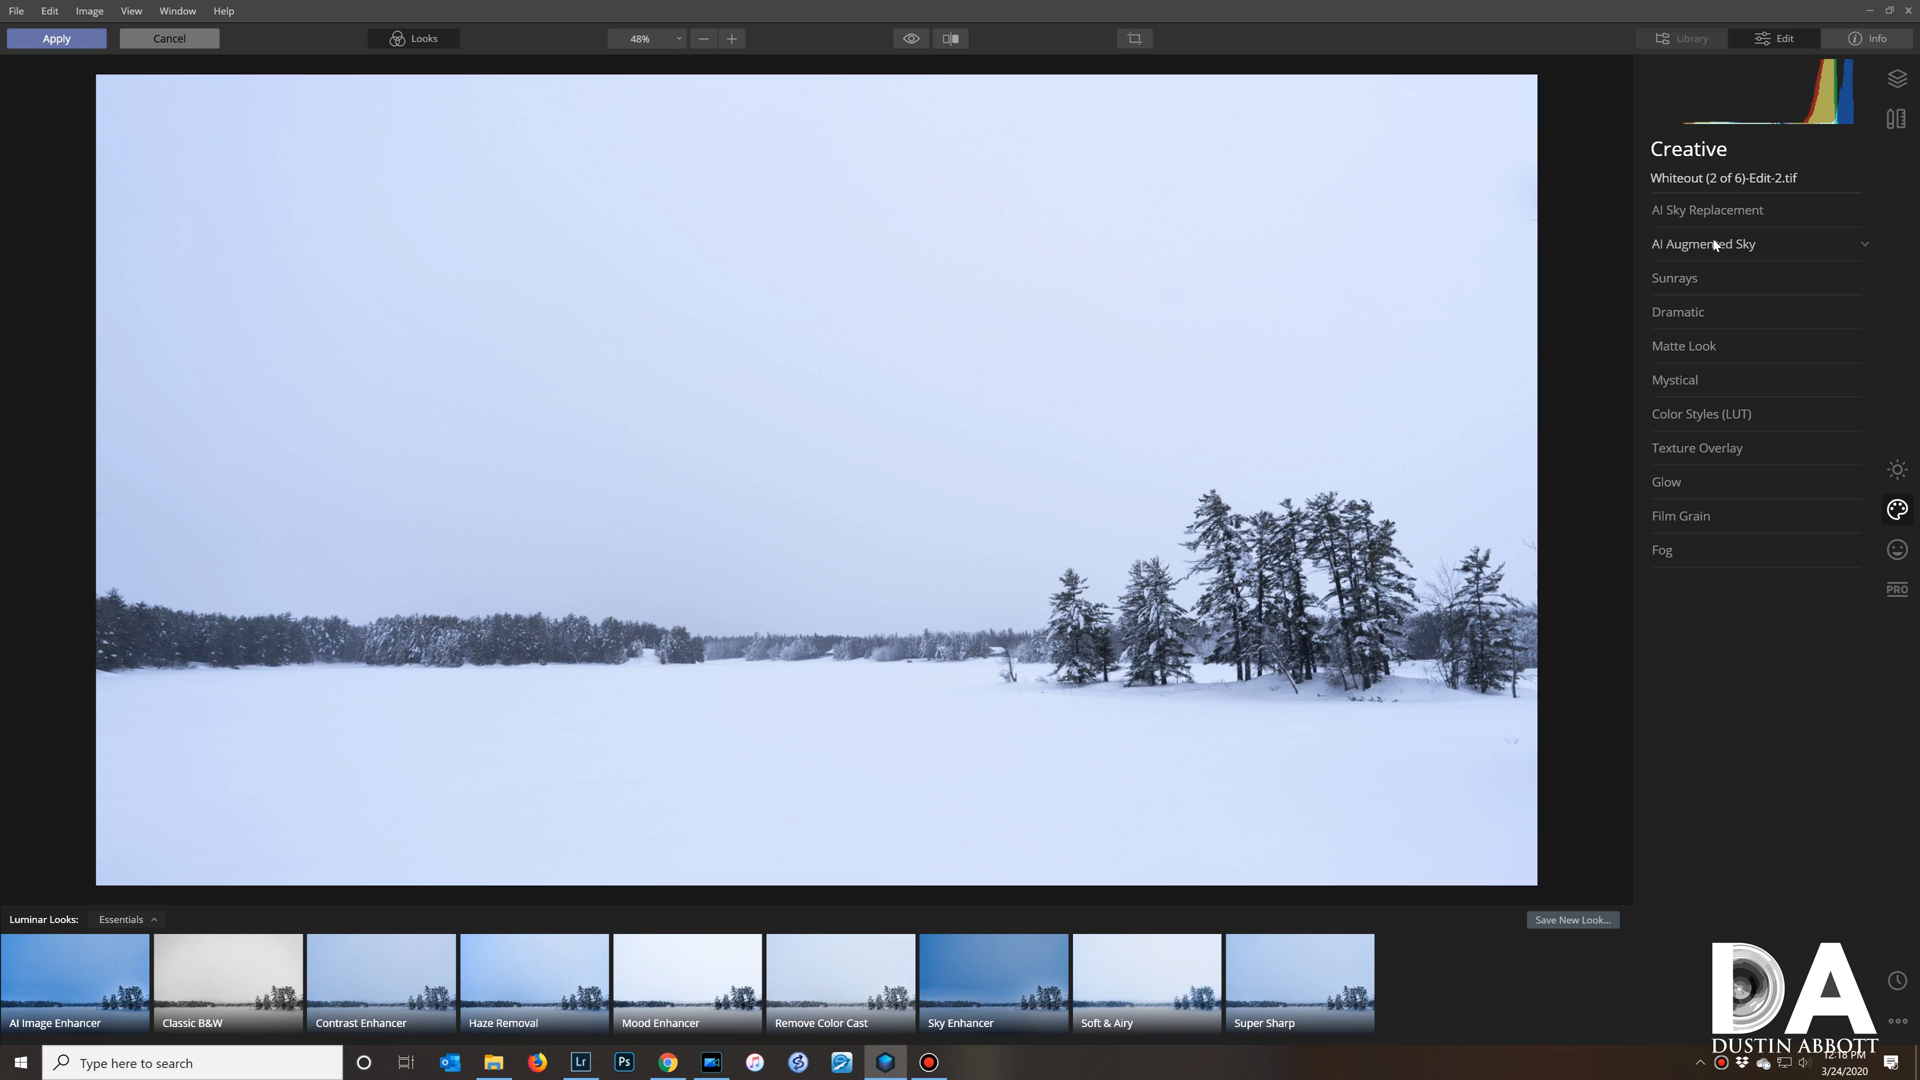 File Edit Image View Window Help
Apply Cancel Looks 48% Library Edit Info
Creative
Whiteout (2 of 6)-Edit-2.tif
AI Sky Replacement
AI Augmented Sky
Sunrays
Dramatic
Matte Look
Mystical
Color Styles (LUT)
Texture Overlay
Glow
Film Grain
Fog
PRO
Luminar Looks: Essentials Save New Look...
AI Image Enhancer Classic B&W Contrast Enhancer Haze Removal Mood Enhancer Remove Color Cast Sky Enhancer Soft & Airy Super Sharp
DA
DUSTIN ABBOTT
Type here to search
Lr Ps
12:18 PM
3/24/2020